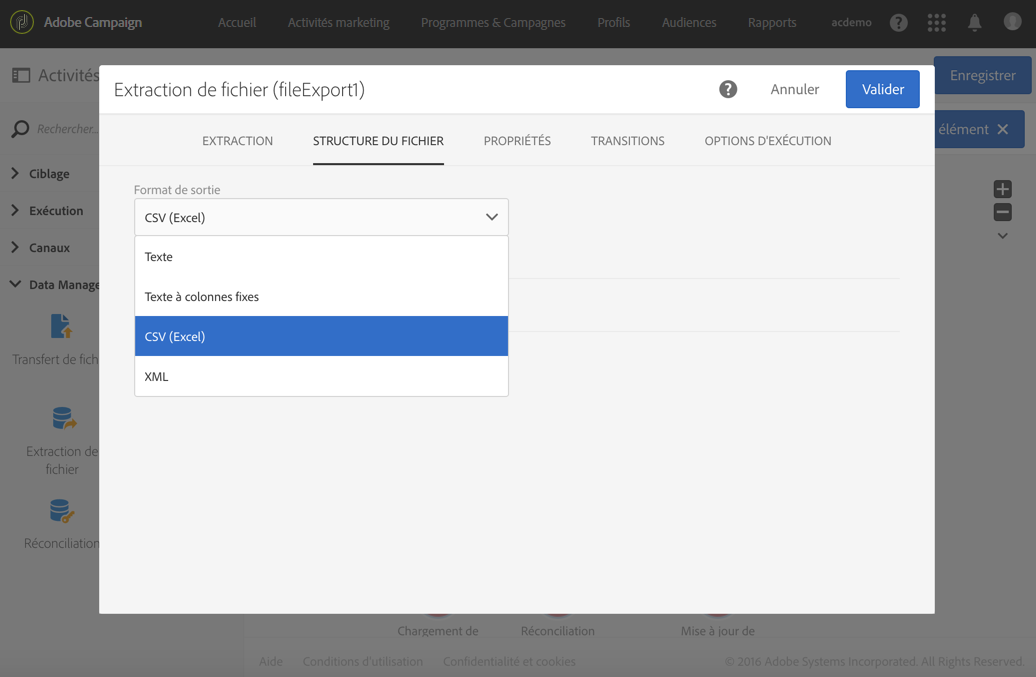 Adobe Campaign
Accueil
Activités marketing
Programmes & Campagnes
Profils
Audiences
Rapports
acdemo
Activités
Enregistrer
Extraction de fichier (fileExport1)
Annuler
Valider
Rechercher...
élément
EXTRACTION
STRUCTURE DU FICHIER
PROPRIÉTÉS
TRANSITIONS
OPTIONS D'EXÉCUTION
Ciblage
Exécution
Canaux
Data Manage
Transfert de fich
Extraction de
fichier
Réconciliation
Format de sortie
CSV (Excel)
Texte
Texte à colonnes fixes
CSV (Excel)
XML
Chargement de
Réconciliation
Mise à jour de
Aide
Conditions d'utilisation
Confidentialité et cookies
© 2016 Adobe Systems Incorporated. All Rights Reserved.